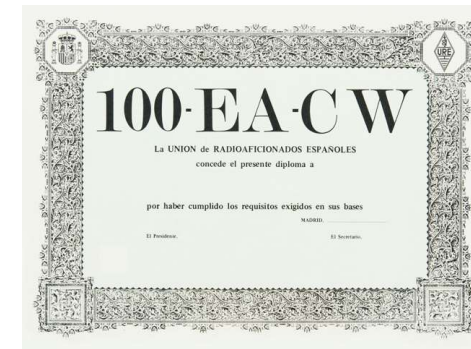 URE
100-EA-CW
La UNION de RADIOAFICIONADOS ESPAÑOLES
concede el presente diploma a
por haber cumplido los requisitos exigidos en sus bases
MADRID,
El Presidente,
El Secretario,